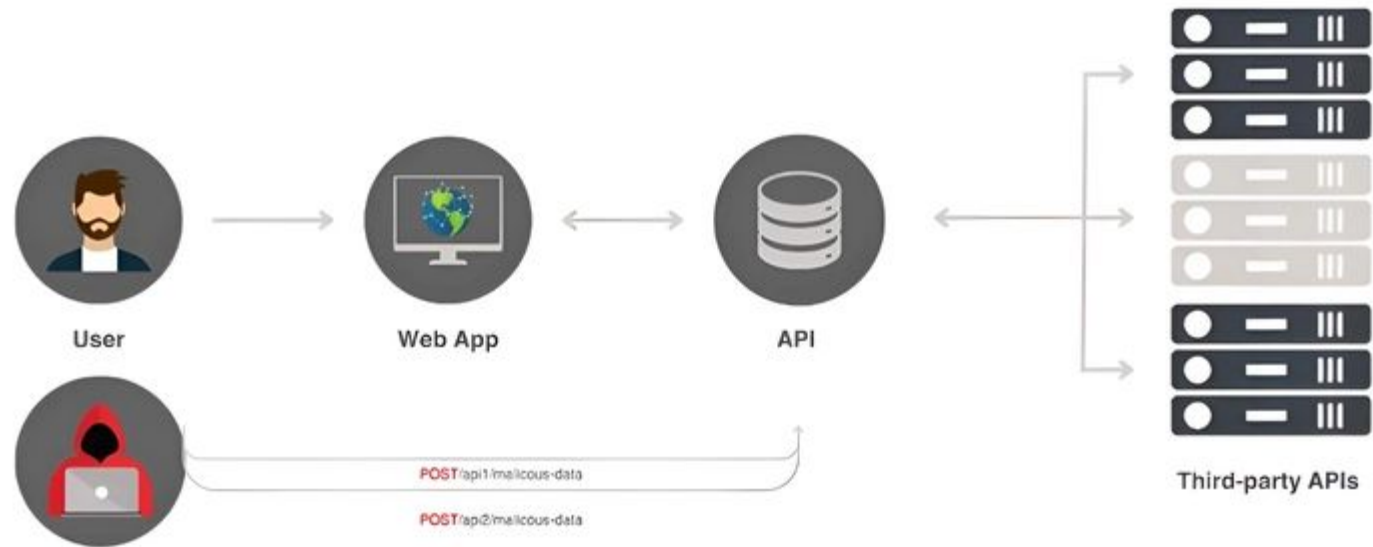 User
Web App
API
POST/api1/malicous-data
POST/api2/malicous-data
Third-party APIs